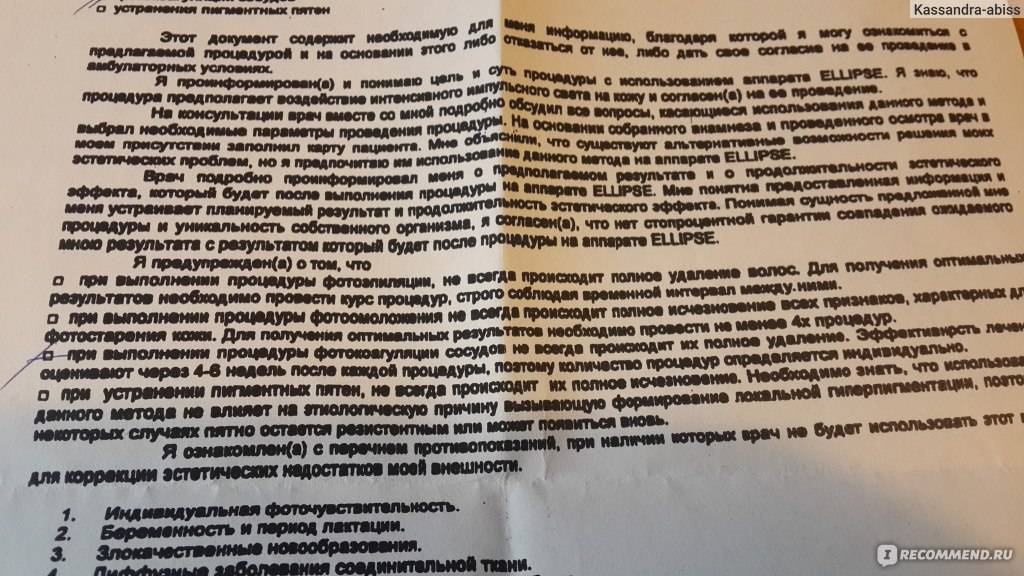 Kassandra-abiss
устранения пигментных пятен
Этот документ содержит необходимую для меня информацию, благодаря которой я могу ознакомиться с
предлагаемой процедурой и на основании этого либо отказаться от нее, либо дать свое согласие на ее проведение в
амбулаторных условиях.
Я проинформирован(а) и понимаю цель и суть процедуры с использованием аппарата ELLIPSE. Я знаю, что
процедура предполагает воздействие интенсивного импульсного света на кожу и согласен(а) на ее проведение.
На консультации врач вместе со мной подробно обсудил все вопросы, касающиеся использования данного метода и
выбрал необходимые параметры проведения процедуры. На основании собранного анамнеза и проведенного осмотра врач в
моем присутствии заполнил карту пациента. Мне объяснили, что существуют альтернативные возможности решения моих
эстетических проблем, но я предпочитаю им использование данного метода на аппарате ELLIPSE.
Врач подробно проинформировал меня о предполагаемом результате и о продолжительности эстетического
эффекта, который будет после выполнения процедуры на аппарате ELLIPSE. Мне понятна предоставленная информация и
меня устраивает планируемый результат и продолжительность эстетического эффекта. Понимая сущность предложенной мне
процедуры и уникальность собственного организма, я согласен(а), что нет стопроцентной гарантии совпадения ожидаемого
мною результата с результатом который будет после процедуры на аппарате ELLIPSE.
Я предупрежден(а) о том, что
□ при выполнении процедуры фотоэпиляции, не всегда происходит полное удаление волос. Для получения оптимальных
результатов необходимо провести курс процедур, строго соблюдая временной интервал между.ними.
□ при выполнении процедуры фотоомоложения не всегда происходит полное исчезновение всех признаков, характерных дл
фотостарения кожи. Для получения оптимальных результатов необходимо провести не менее 4х процедур.
□ при выполнении процедуры фотокоагуляции сосудов не всегда происходит их полное удаление. Эффективность лечен
оценивают через 4-6 недель после каждой процедуры, поэтому количество процедур определяется индивидуально.
□ при устранении пигментных пятен, не всегда происходит их полное исчезновение. Необходимо знать, что использова
данного метода не влияет на этиологическую причину вызывающую формирование локальной гиперпигментации, поэто
некоторых случаях пятно остается резистентным или может появиться вновь.
Я ознакомлен(а) с перечнем противопоказаний, при наличии которых врач не будет использовать этот
для коррекции эстетических недостатков моей внешности.
1. Индивидуальная фоточувствительность.
2. Беременность и период лактации.
3. Злокачественные новообразования.
4. Диффузные заболевания соединительной ткани.
IRECOMMEND.RU